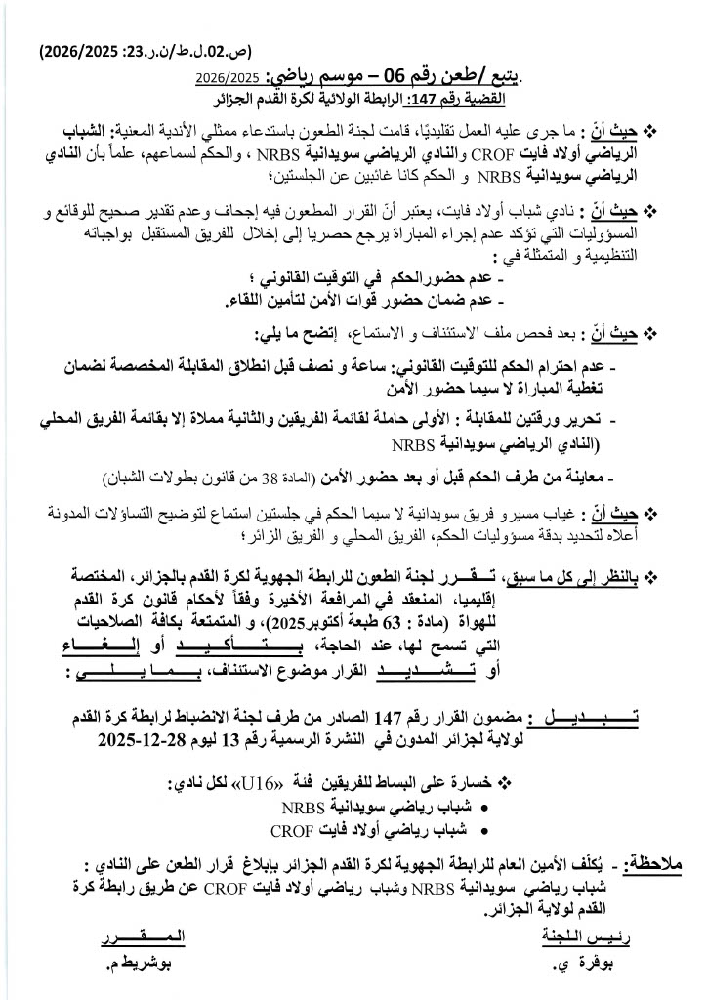 (ص.02.ل.ط/ن.ر.23: 2026/2025)
يتبع /طعن رقم 06 – موسم رياضي: 2026/2025.
القضية رقم 147: الرابطة الولائية لكرة القدم الجزائر
❖ حيث أنّ : ما جرى عليه العمل تقليديًا، قامت لجنة الطعون باستدعاء ممثلي الأندية المعنية: الشباب
الرياضي أولاد فايت CROF والنادي الرياضي سويدانية NRBS ، والحكم لسماعهم، علماً بأن النادي
الرياضي سويدانية NRBS و الحكم كانا غائبين عن الجلستين؛
❖ حيث أنّ : نادي شباب أولاد فايت، يعتبر أنّ القرار المطعون فيه إجحاف وعدم تقدير صحيح للوقائع و
المسؤوليات التي تؤكد عدم إجراء المباراة يرجع حصريا إلى إخلال للفريق المستقبل بواجباته
التنظيمية و المتمثلة في :
- عدم حضورالحكم في التوقيت القانوني ؛
- عدم ضمان حضور قوات الأمن لتأمين اللقاء.
❖ حيث أنّ : بعد فحص ملف الاستئناف و الاستماع، إتضح ما يلي:
- عدم احترام الحكم للتوقيت القانوني: ساعة و نصف قبل انطلاق المقابلة المخصصة لضمان
تغطية المباراة لا سيما حضور الأمن
- تحرير ورقتين للمقابلة : الأولى حاملة لقائمة الفريقين والثانية مملاة إلا بقائمة الفريق المحلي
(النادي الرياضي سويدانية NRBS
- معاينة من طرف الحكم قبل أو بعد حضور الأمن (المادة 38 من قانون بطولات الشبان)
❖ حيث أنّ : غياب مسيرو فريق سويدانية لا سيما الحكم في جلستين استماع لتوضيح التساؤلات المدونة
أعلاه لتحديد بدقة مسؤوليات الحكم، الفريق المحلي و الفريق الزائر؛
❖ بالنظر إلى كل ما سبق، تـــقـــرر لجنة الطعون للرابطة الجهوية لكرة القدم بالجزائر، المختصة
إقليميا، المنعقد في المرافعة الأخيرة وفقاً لأحكام قانون كرة القدم
للهواة (مادة : 63 طبعة أكتوبر2025)، و المتمتعة بكافة الصلاحيات
التي تسمح لها، عند الحاجة، بـــتـــأكـــيـــد أو إلـــغـــاء
أو تـــشـــديـــد القرار موضوع الاستئناف، بـــمـــا يـــلـــي :
تـــبـــديـــل : مضمون القرار رقم 147 الصادر من طرف لجنة الانضباط لرابطة كرة القدم
لولاية لجزائر المدون في النشرة الرسمية رقم 13 ليوم 28-12-2025
❖ خسارة على البساط للفريقين فئة «U16» لكل نادي:
• شباب رياضي سويدانية NRBS
• شباب رياضي أولاد فايت CROF
ملاحظة: - يُكلّف الأمين العام للرابطة الجهوية لكرة القدم الجزائر بإبلاغ قرار الطعن على النادي :
شباب رياضي سويدانية NRBS وشباب رياضي أولاد فايت CROF عن طريق رابطة كرة
القدم لولاية الجزائر.
رئـيـس اللـجـنة
المـــقـــرر
بوقرة ي.
بوشريط م.